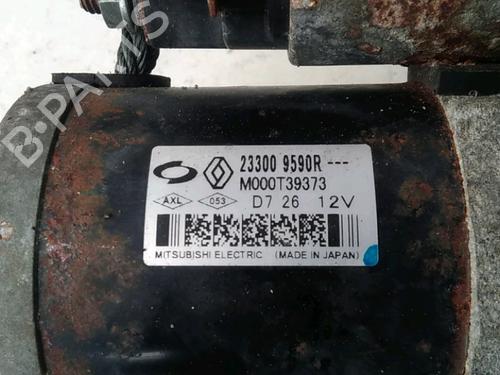 B-PARTS
23300 9590R ---
M000T39373
AXL 053 D7 26 12V
MITSUBISHI ELECTRIC (MADE IN JAPAN)